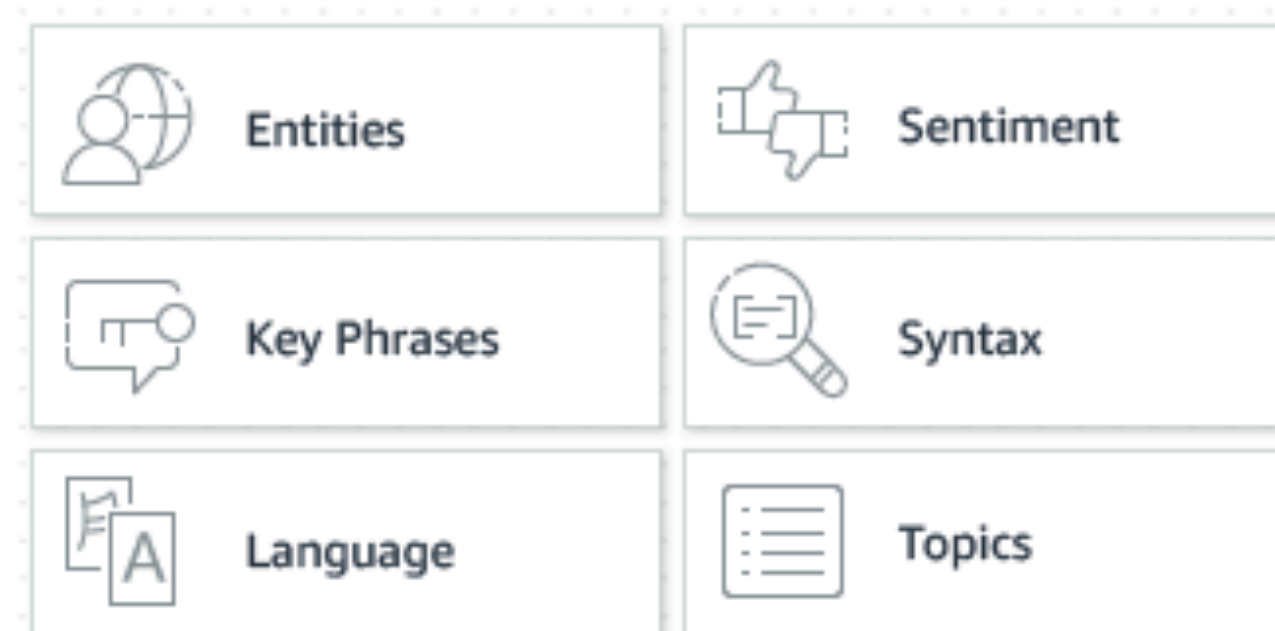 Entities
Sentiment
Key Phrases
Syntax
A
Language
Topics